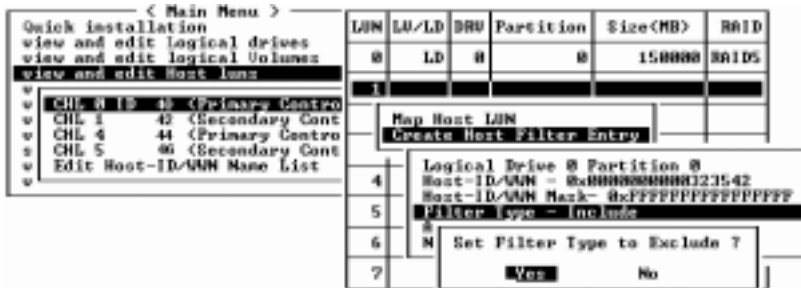 < Main Menu >
Quick installation
view and edit Logical drives
view and edit logical Volumes
view and edit Host luns
v
v CHL 0 ID 40 (Primary Contro
v CHL 1 42 (Secondary Cont
v CHL 4 44 (Primary Contro
s CHL 5 46 (Secondary Cont
v Edit Host-ID/WWN Name List
v
LUN LV/LD DRV Partition Size(MB) RAID
0 LD 0 0 150000 RAID5
1
Map Host LUN
Create Host Filter Entry
4
5
6
7
Logical Drive 0 Partition 0
Host-ID/WWN - 0x0000000000323542
Host-ID/WWN Mask- 0xFFFFFFFFFFFFFFFF
Filter Type - Include
A
N
Set Filter Type to Exclude ?
Yes No